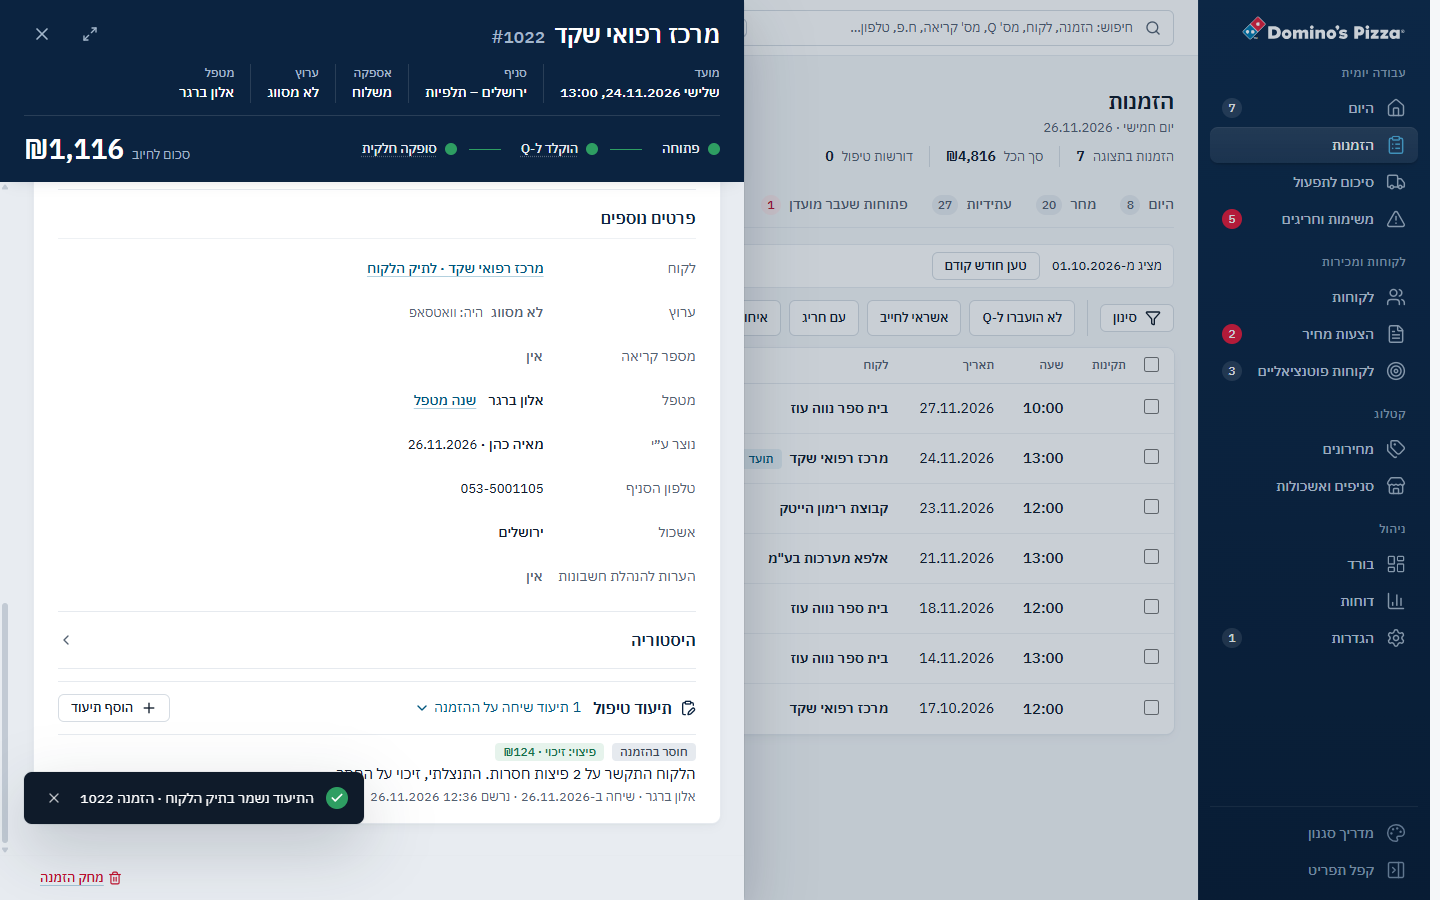 Domino's Pizza
עבודה יומית
היום 7
הזמנות
סיכום לתפעול
משימות וחריגים 5
לקוחות ומכירות
לקוחות
הצעות מחיר 2
לקוחות פוטנציאליים 3
קטלוג
מחירונים
סניפים ואשכולות
ניהול
בורד
דוחות
הגדרות 1
מדריך סגנון
קפל תפריט
חיפוש: הזמנה, לקוח, מס' Q, מס' קריאה, ח.פ, טלפון...
הזמנות
יום חמישי · 26.11.2026
הזמנות בתצוגה 7 סך הכל ₪4,816 דורשות טיפול 0
היום 8 מחר 20 עתידיות 27 פתוחות שעבר מועדן 1
מציג מ-01.10.2026 טען חודש קודם
סינון לא הועברו ל-Q אשראי לחייב עם חריג
תקינות שעה תאריך לקוח
10:00 27.11.2026 בית ספר נווה עוז
13:00 24.11.2026 מרכז רפואי שקד תועד
12:00 23.11.2026 קבוצת רימון הייטק
13:00 21.11.2026 אלפא מערכות בע"מ
12:00 18.11.2026 בית ספר נווה עוז
13:00 14.11.2026 בית ספר נווה עוז
12:00 17.10.2026 מרכז רפואי שקד
מרכז רפואי שקד #1022
מועד סניף אספקה ערוץ מטפל
שלישי 24.11.2026, 13:00 ירושלים – תלפיות משלוח לא מסווג אלון ברגר
פתוחה הוקלד ל-Q סופקה חלקית סכום לחיוב ₪1,116
פרטים נוספים
לקוח מרכז רפואי שקד · לתיק הלקוח
ערוץ לא מסווג היה: וואטסאפ
מספר קריאה אין
מטפל אלון ברגר שנה מטפל
נוצר ע״י מאיה כהן · 26.11.2026
טלפון הסניף 053-5001105
אשכול ירושלים
הערות להנהלת חשבונות אין
היסטוריה
תיעוד טיפול 1 תיעוד שיחה על ההזמנה הוסף תיעוד
חוסר בהזמנה פיצוי: זיכוי · ₪124
הלקוח התקשר על 2 פיצות חסרות. התנצלתי, זיכוי על
אלון ברגר · שיחה ב-26.11.2026 · נרשם 26.11.2026 12:36
התיעוד נשמר בתיק הלקוח · הזמנה 1022
מחק הזמנה